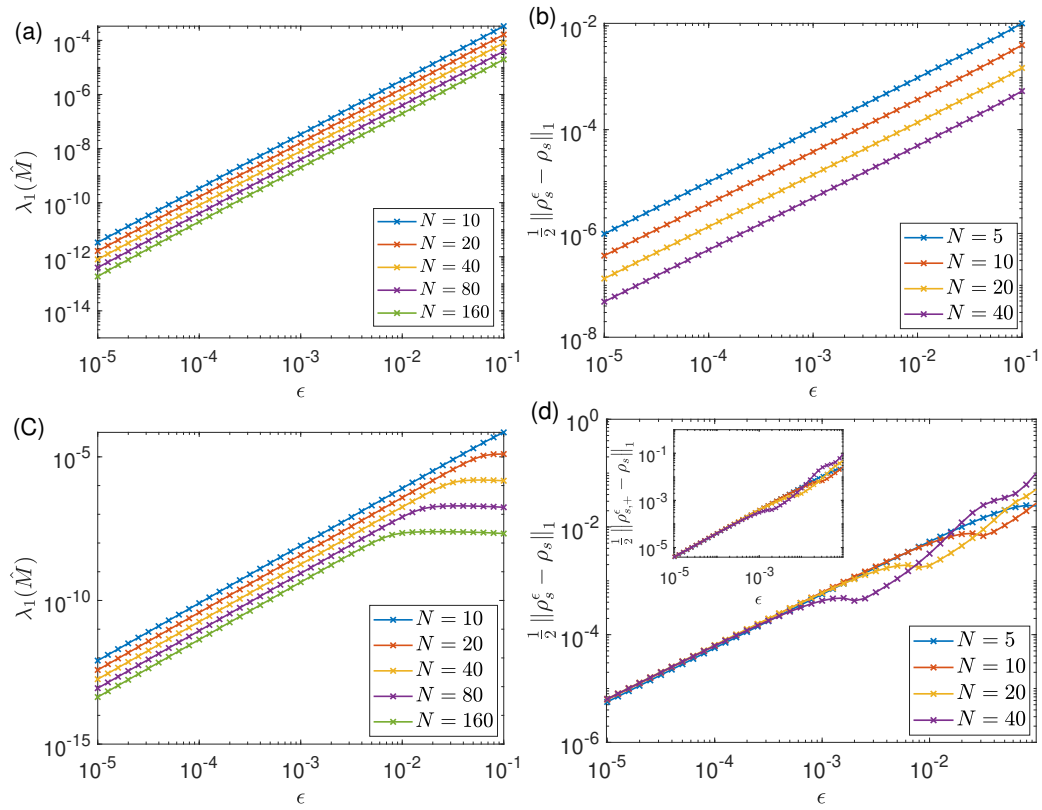 (a)
10^-4
10^-6
10^-8
10^-10
10^-12
10^-14
λ₁(M̂)
N = 10
N = 20
N = 40
N = 80
N = 160
10^-5 10^-4 10^-3 10^-2 10^-1
ϵ
(b)
10^-2
10^-4
10^-6
10^-8
½||ρ_s^ϵ − ρ_s||₁
N = 5
N = 10
N = 20
N = 40
10^-5 10^-4 10^-3 10^-2 10^-1
ϵ
(C)
10^-5
10^-10
10^-15
λ₁(M̂)
N = 10
N = 20
N = 40
N = 80
N = 160
10^-5 10^-4 10^-3 10^-2 10^-1
ϵ
(d)
10^0
10^-2
10^-4
10^-6
½||ρ_s^ϵ − ρ_s||₁
10^-1
10^-3
10^-5
½||ρ_{s,+}^ϵ − ρ_s||₁
10^-5 10^-3
ϵ
N = 5
N = 10
N = 20
N = 40
10^-5 10^-4 10^-3 10^-2
ϵ